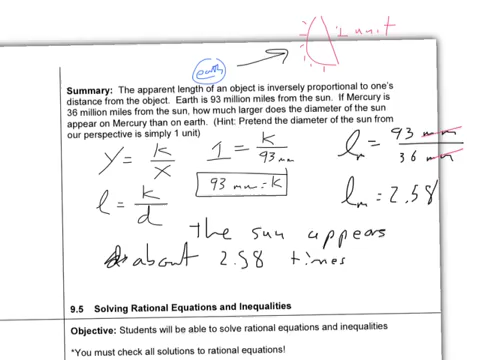 1 unit
earth
Summary: The apparent length of an object is inversely proportional to one's
distance from the object. Earth is 93 million miles from the sun. If Mercury is
36 million miles from the sun, how much larger does the diameter of the sun
appear on Mercury than on earth. (Hint: Pretend the diameter of the sun from
our perspective is simply 1 unit)
y = k/x
1 = k/93 mm
l_m = 93 mm/36 mm
93 mm = k
l = k/d
l_m = 2.58
The sun appears
about 2.58 times
9.5 Solving Rational Equations and Inequalities
Objective: Students will be able to solve rational equations and inequalities
*You must check all solutions to rational equations!